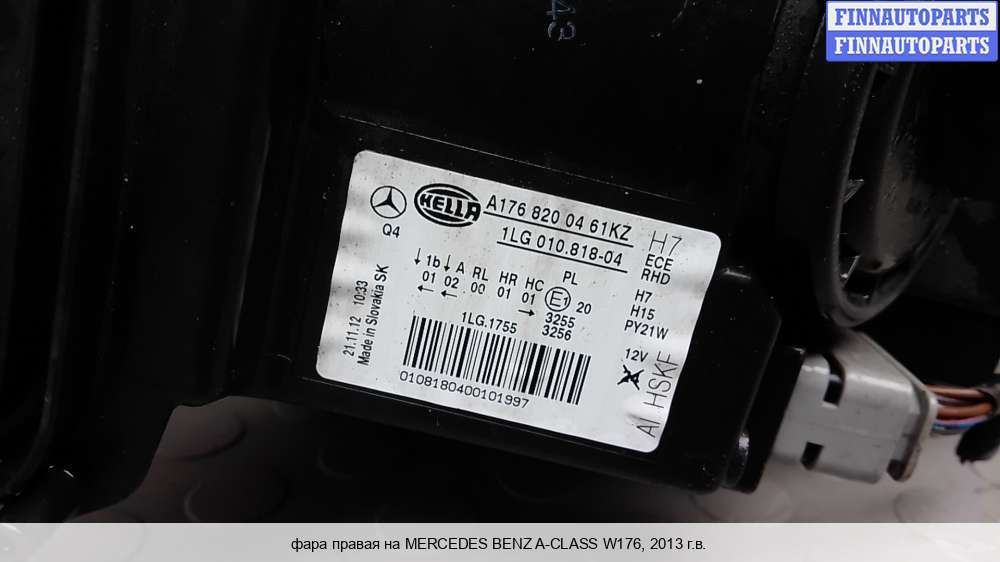 FINNAUTOPARTS
FINNAUTOPARTS
43
HELLA
A176 820 04 61KZ
Q4
1LG 010.818-04
H7
ECE
RHD
1b A RL HR HC PL
01 02 .00 01 01 E1 20
H7
H15
PY21W
1LG.1755
3255
3256
12V
21.11.12 10:33
Made in Slovakia SK
0108180400101997
AL HSKF
фара правая на MERCEDES BENZ A-CLASS W176, 2013 г.в.